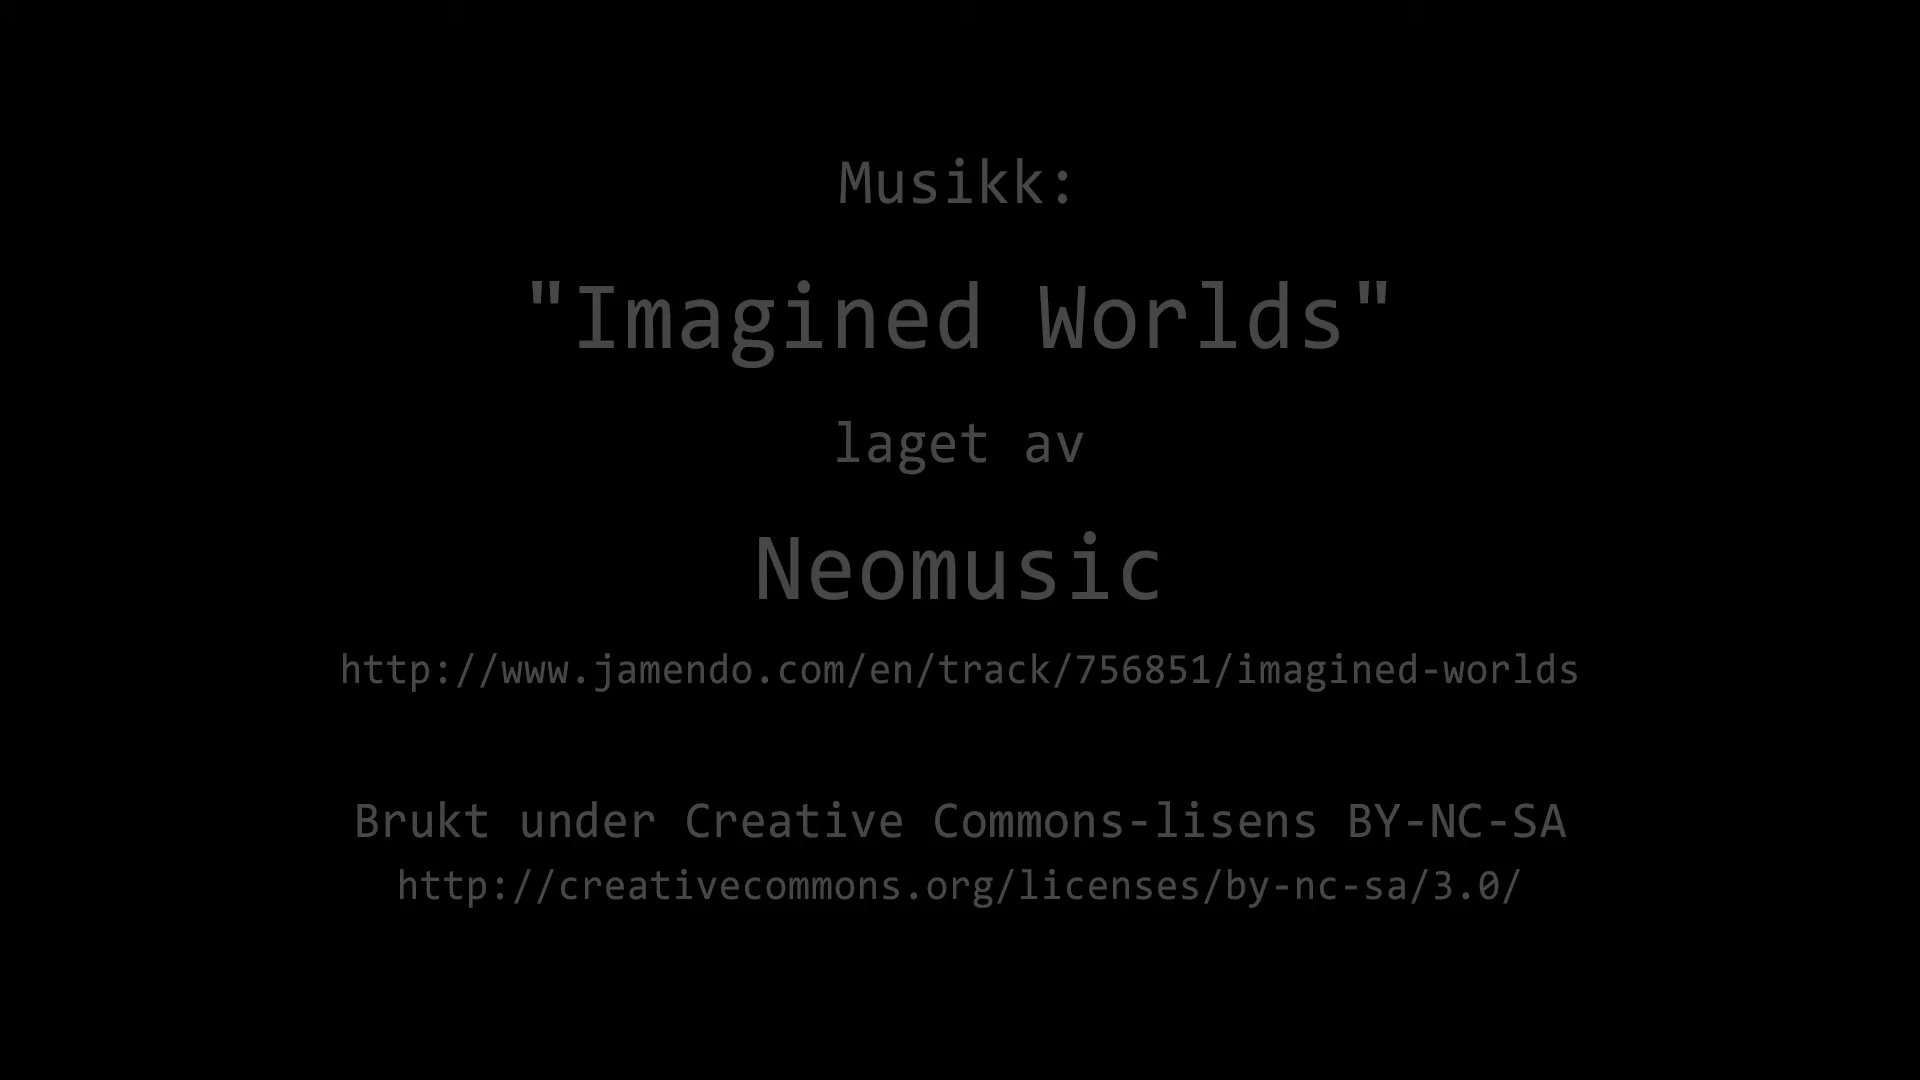 Musikk:
"Imagined Worlds"
laget av
Neomusic
http://www.jamendo.com/en/track/756851/imagined-worlds
Brukt under Creative Commons-lisens BY-NC-SA
http://creativecommons.org/licenses/by-nc-sa/3.0/